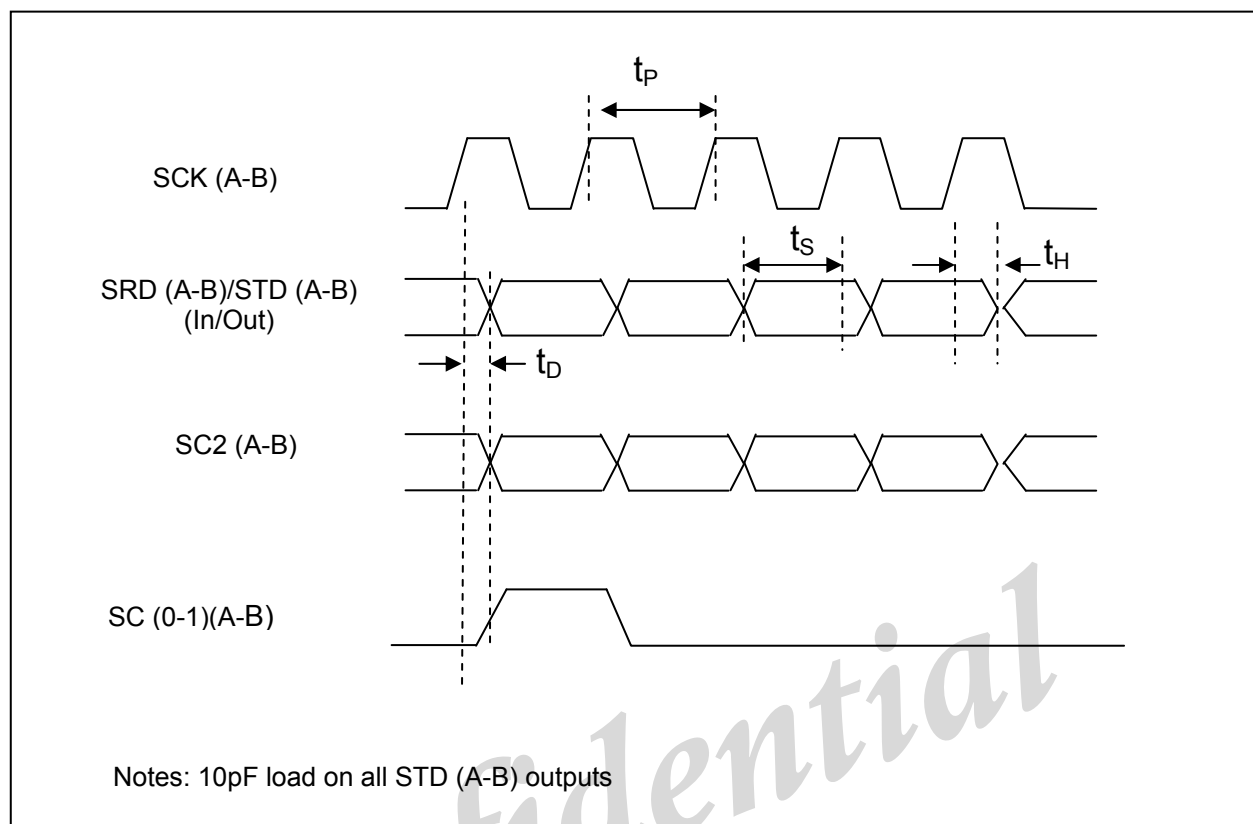 tP
SCK (A-B)
tS
tH
SRD (A-B)/STD (A-B)
(In/Out)
tD
SC2 (A-B)
SC (0-1)(A-B)
Notes: 10pF load on all STD (A-B) outputs
fidential